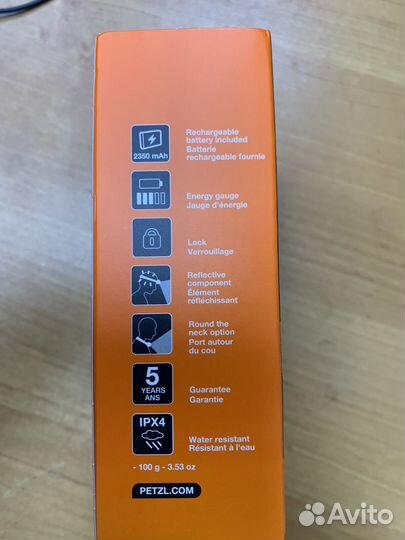 2350 mAh
Rechargeable
battery included
Batterie
rechargeable fournie
Energy gauge
Jauge d'énergie
Lock
Verrouillage
Reflective
component
Élément
réfléchissant
Round the
neck option
Port autour
du cou
5
YEARS
ANS
Guarantee
Garantie
IPX4
Water resistant
Résistant à l'eau
- 100 g - 3.53 oz
PETZL.COM
Avito